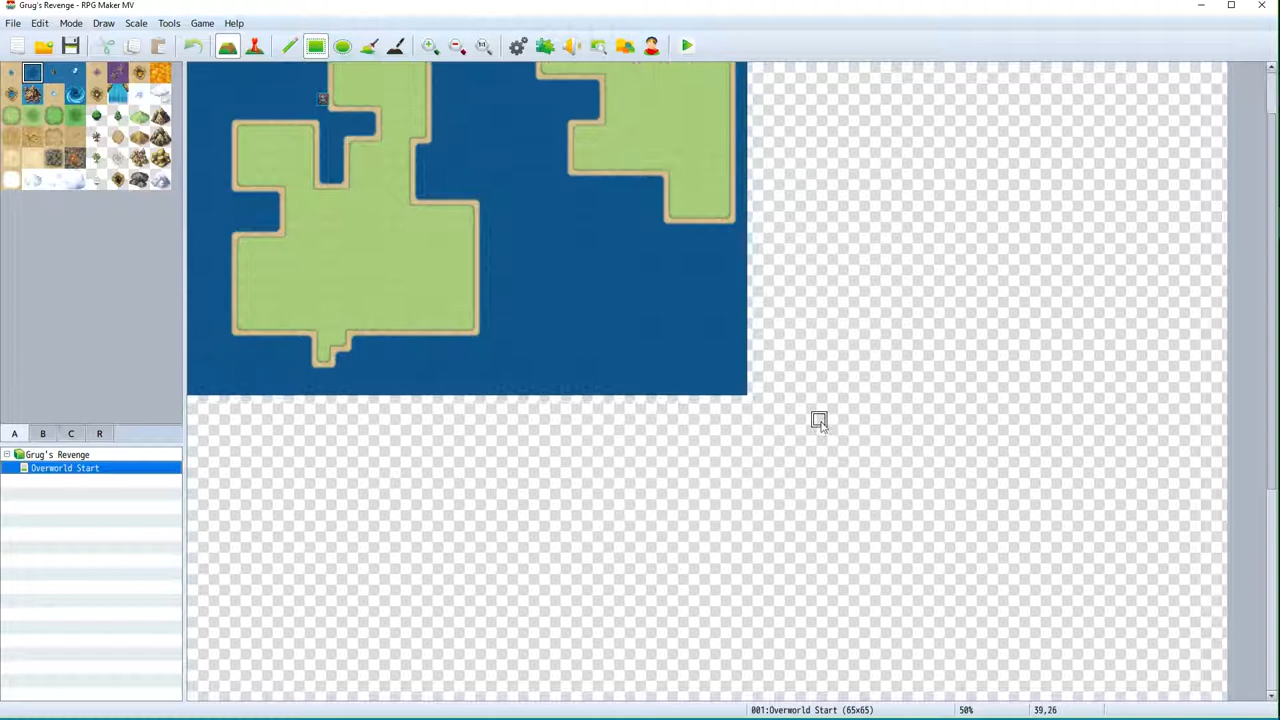 Grug's Revenge - RPG Maker MV
File Edit Mode Draw Scale Tools Game Help
A B C R
Grug's Revenge
Overworld Start
001:Overworld Start (65x65) 50% 39,26